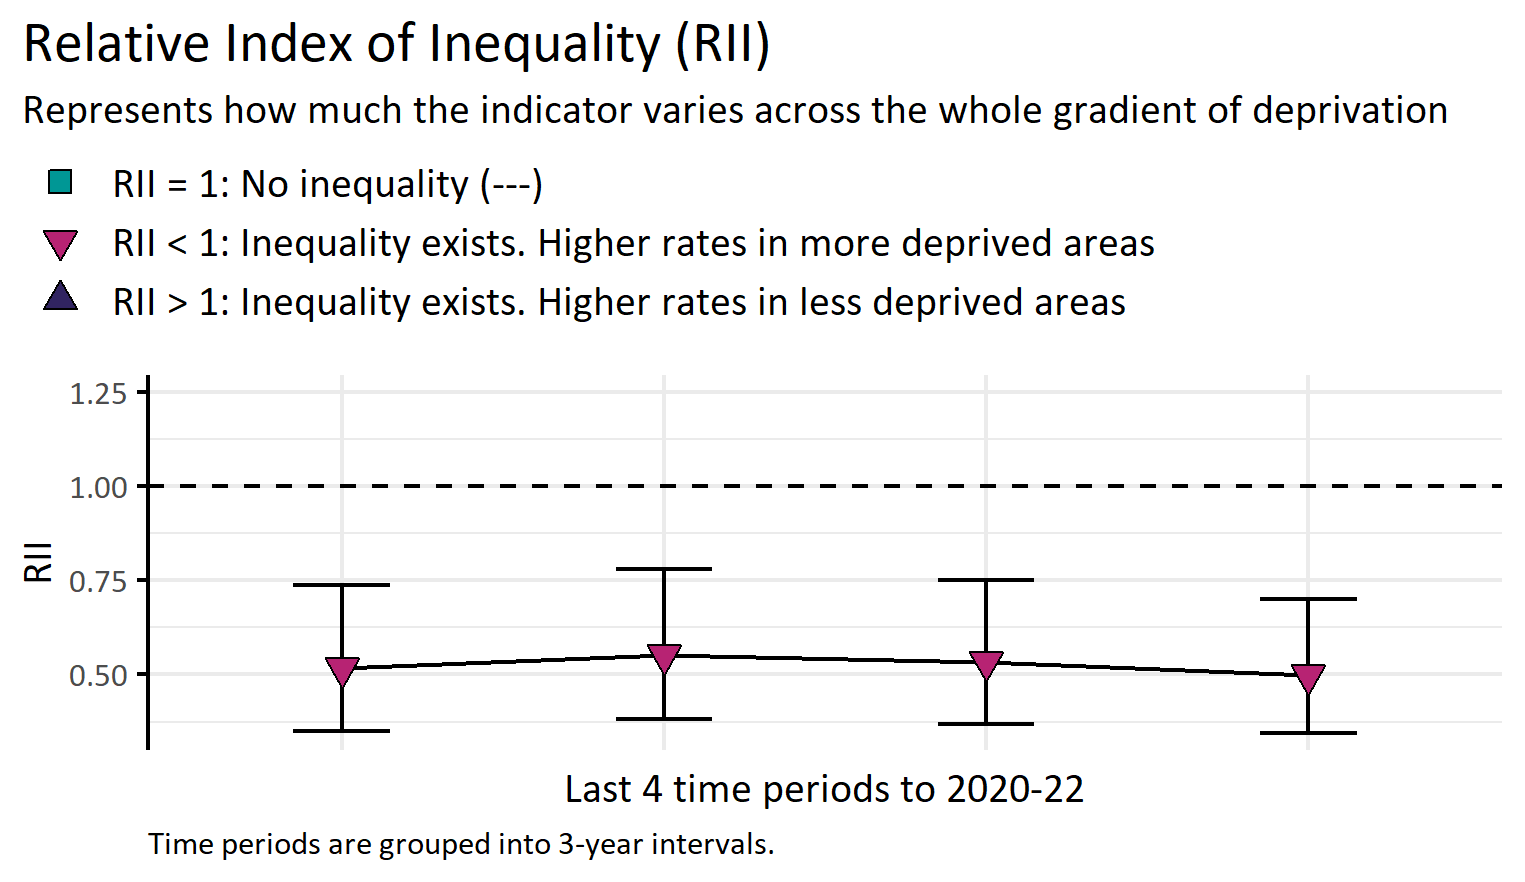 Relative Index of Inequality (RII)
Represents how much the indicator varies across the whole gradient of deprivation
RII = 1: No inequality (---)
RII < 1: Inequality exists. Higher rates in more deprived areas
RII > 1: Inequality exists. Higher rates in less deprived areas
1.25
1.00
0.75
0.50
RII
Last 4 time periods to 2020-22
Time periods are grouped into 3-year intervals.